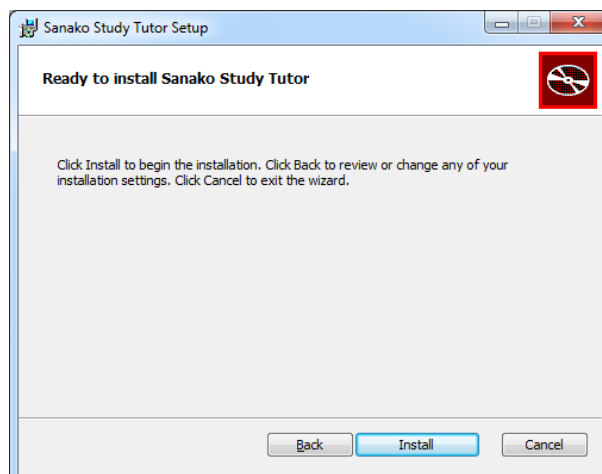 Sanako Study Tutor Setup
Ready to install Sanako Study Tutor
Click Install to begin the installation. Click Back to review or change any of your
installation settings. Click Cancel to exit the wizard.
Back Install Cancel